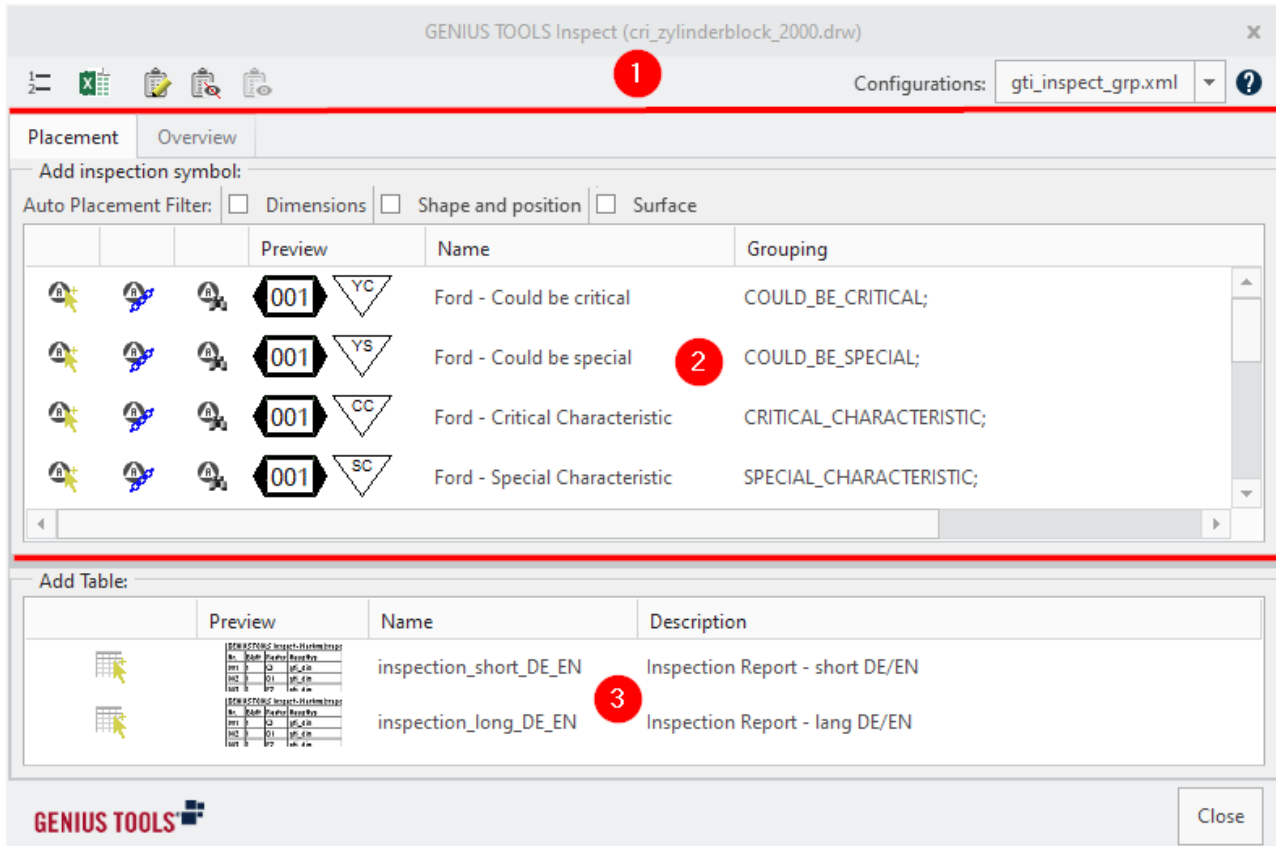 GENIUS TOOLS Inspect (cri_zylinderblock_2000.drw)
1
Configurations: gti_inspect_grp.xml
Placement Overview
Add inspection symbol:
Auto Placement Filter: Dimensions Shape and position Surface
Preview Name Grouping
001 YC Ford - Could be critical COULD_BE_CRITICAL;
001 YS Ford - Could be special COULD_BE_SPECIAL;
2
001 CC Ford - Critical Characteristic CRITICAL_CHARACTERISTIC;
001 SC Ford - Special Characteristic SPECIAL_CHARACTERISTIC;
Add Table:
Preview Name Description
inspection_short_DE_EN Inspection Report - short DE/EN
3
inspection_long_DE_EN Inspection Report - lang DE/EN
GENIUS TOOLS
Close